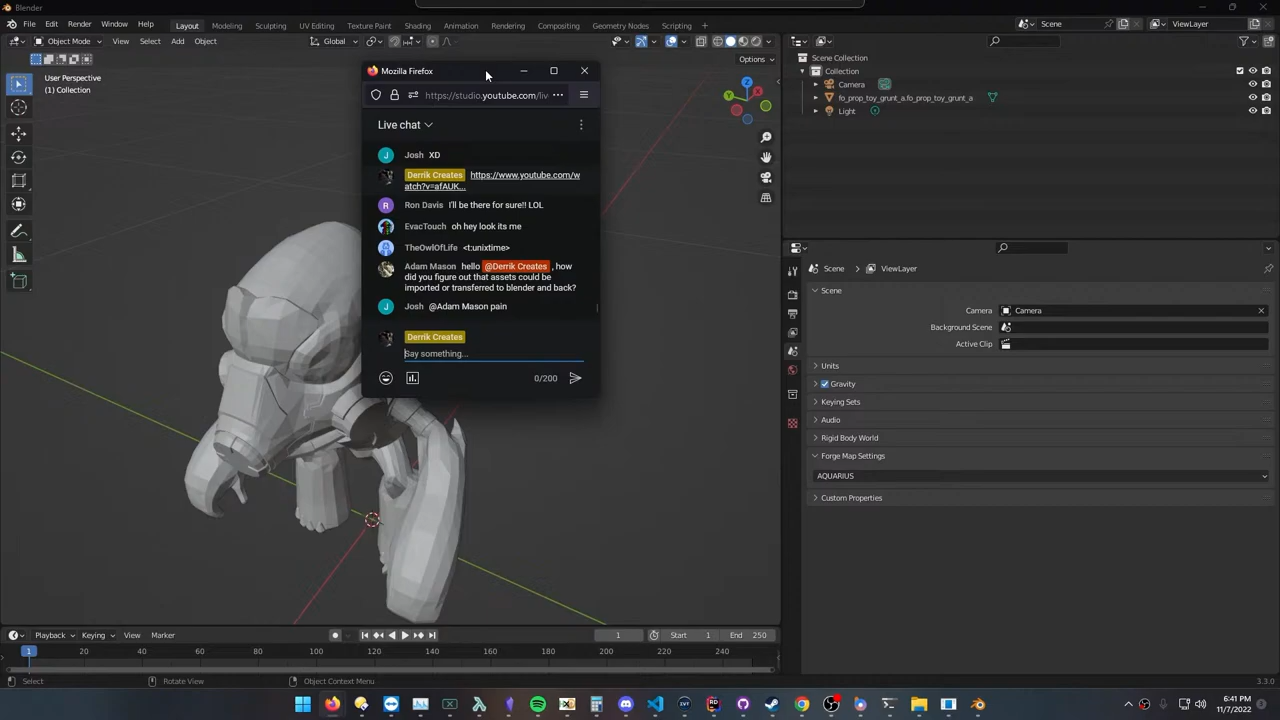 Blender
File Edit Render Window Help Layout Modeling Sculpting UV Editing Texture Paint Shading Animation Rendering Compositing Geometry Nodes Scripting Scene ViewLayer
Object Mode View Select Add Object Global
Options
User Perspective
(1) Collection
Mozilla Firefox
https://studio.youtube.com/liv
Live chat
Josh XD
Derrik Creates https://www.youtube.com/w
atch?v=afAUK...
Ron Davis I'll be there for sure!! LOL
EvacTouch oh hey look its me
TheOwlOfLife <t:unixtime>
Adam Mason hello @Derrik Creates , how
did you figure out that assets could be
imported or transferred to blender and back?
Josh @Adam Mason pain
Derrik Creates
Say something...
0/200
Scene Collection
Collection
Camera
fo_prop_toy_grunt_a.fo_prop_toy_grunt_a
Light
Scene ViewLayer
Scene
Camera Camera
Background Scene
Active Clip
Units
Gravity
Keying Sets
Audio
Rigid Body World
Forge Map Settings
AQUARIUS
Custom Properties
Playback Keying View Marker 1 Start 1 End 250
1 20 40 60 80 100 120 140 160 180 200 220 240
Select Rotate View Object Context Menu 3.3.0
6:41 PM
11/7/2022